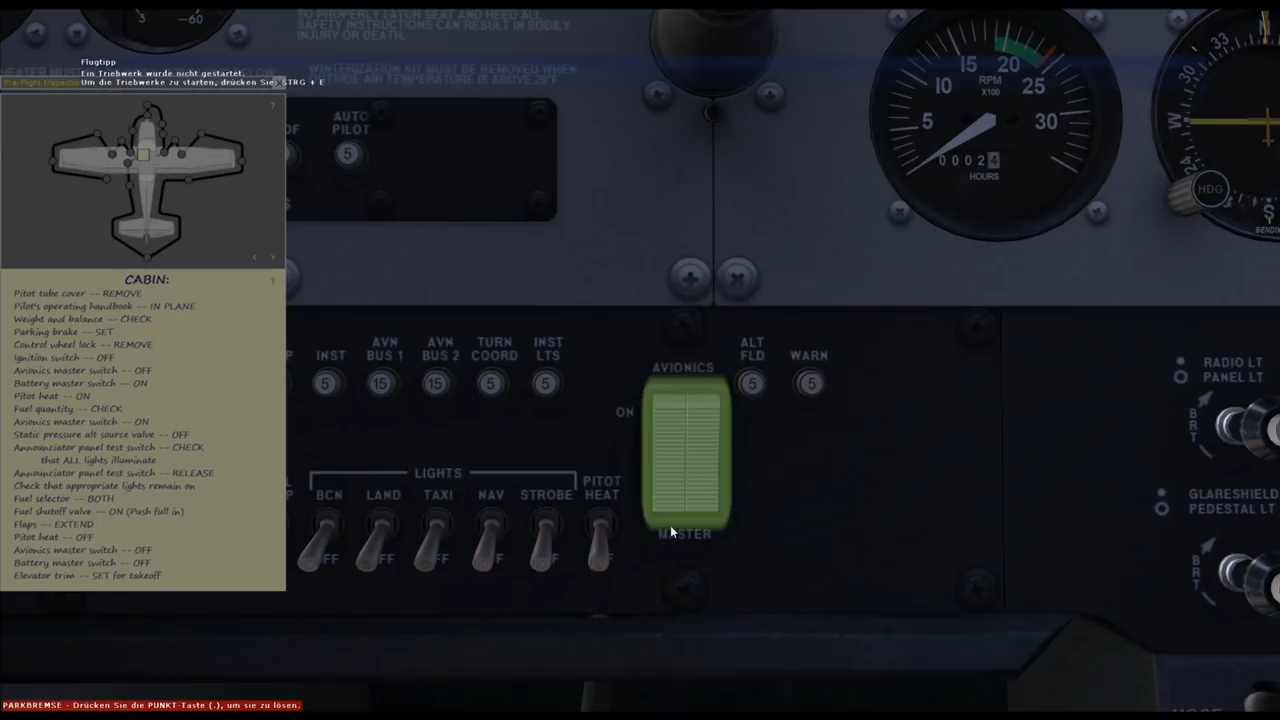 3
-60
TO PROPERLY LATCH SEAT AND HEED ALL
SAFETY INSTRUCTIONS CAN RESULT IN BODILY
INJURY OR DEATH.
WINTERIZATION KIT MUST BE REMOVED WHEN
AIR TEMPERATURE IS ABOVE 20°F
Flugtipp
Ein Triebwerk wurde nicht gestartet.
Um die Triebwerke zu starten, drücken Sie: STRG + E
Pre-Flight Inspection
?
< >
CABIN:
?
Pitot tube cover -- REMOVE
Pilot's operating handbook -- IN PLANE
Weight and balance -- CHECK
Parking brake -- SET
Control wheel lock -- REMOVE
Ignition switch -- OFF
Avionics master switch -- OFF
Battery master switch -- ON
Pitot heat -- ON
Fuel quantity -- CHECK
Avionics master switch -- ON
Static pressure alt source valve -- OFF
Announciator panel test switch -- CHECK
that ALL lights illuminate
Announciator panel test switch -- RELEASE
Check that appropriate lights remain on
Fuel selector -- BOTH
Fuel shutoff valve -- ON (Push full in)
Flaps -- EXTEND
Pitot heat -- OFF
Avionics master switch -- OFF
Battery master switch -- OFF
Elevator trim -- SET for takeoff
AUTO
PILOT
5
5 10 15 20 25 30
RPM
X100
00024
HOURS
W 30 33 N
24
S
HDG
BENDIX
INST
5
AVN
BUS 1
15
AVN
BUS 2
15
TURN
COORD
5
INST
LTS
5
AVIONICS
ON
MASTER
ALT
FLD
5
WARN
5
LIGHTS
BCN LAND TAXI NAV STROBE
PITOT
HEAT
RADIO LT
PANEL LT
BRT
GLARESHIELD
PEDESTAL LT
BRT
PARKBREMSE - Drücken Sie die PUNKT-Taste (.), um sie zu lösen.